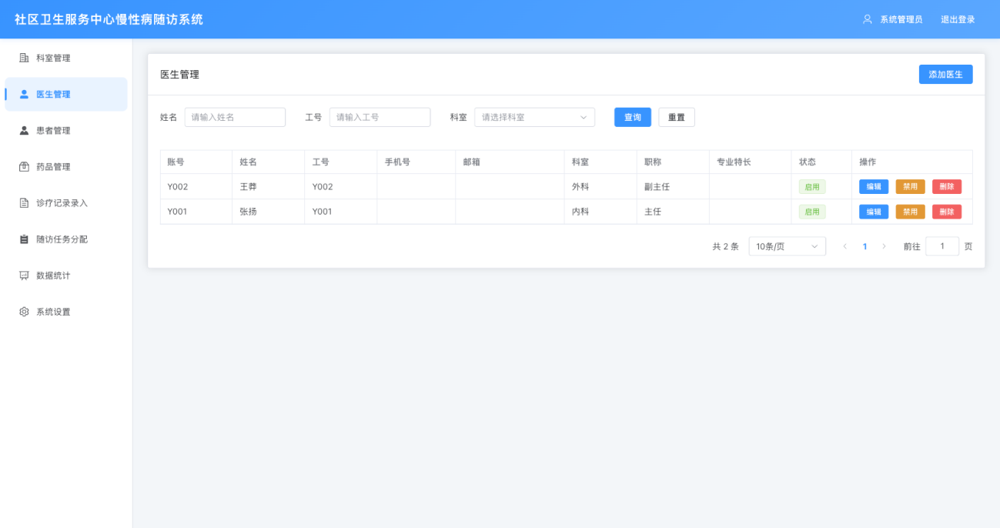 社区卫生服务中心慢性病随访系统 系统管理员 退出登录
科室管理
医生管理
患者管理
药品管理
诊疗记录录入
随访任务分配
数据统计
系统设置
医生管理 添加医生
姓名 请输入姓名 工号 请输入工号 科室 请选择科室 查询 重置
账号 姓名 工号 手机号 邮箱 科室 职称 专业特长 状态 操作
Y002 王莽 Y002 外科 副主任 启用 编辑 禁用 删除
Y001 张扬 Y001 内科 主任 启用 编辑 禁用 删除
共 2 条 10条/页 1 前往 1 页